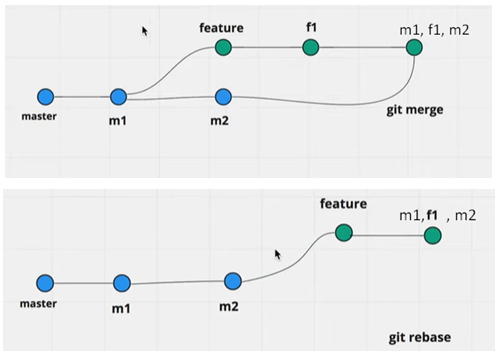 feature
f1
m1, f1, m2
master
m1
m2
git merge
feature
m1,f1 , m2
master
m1
m2
git rebase